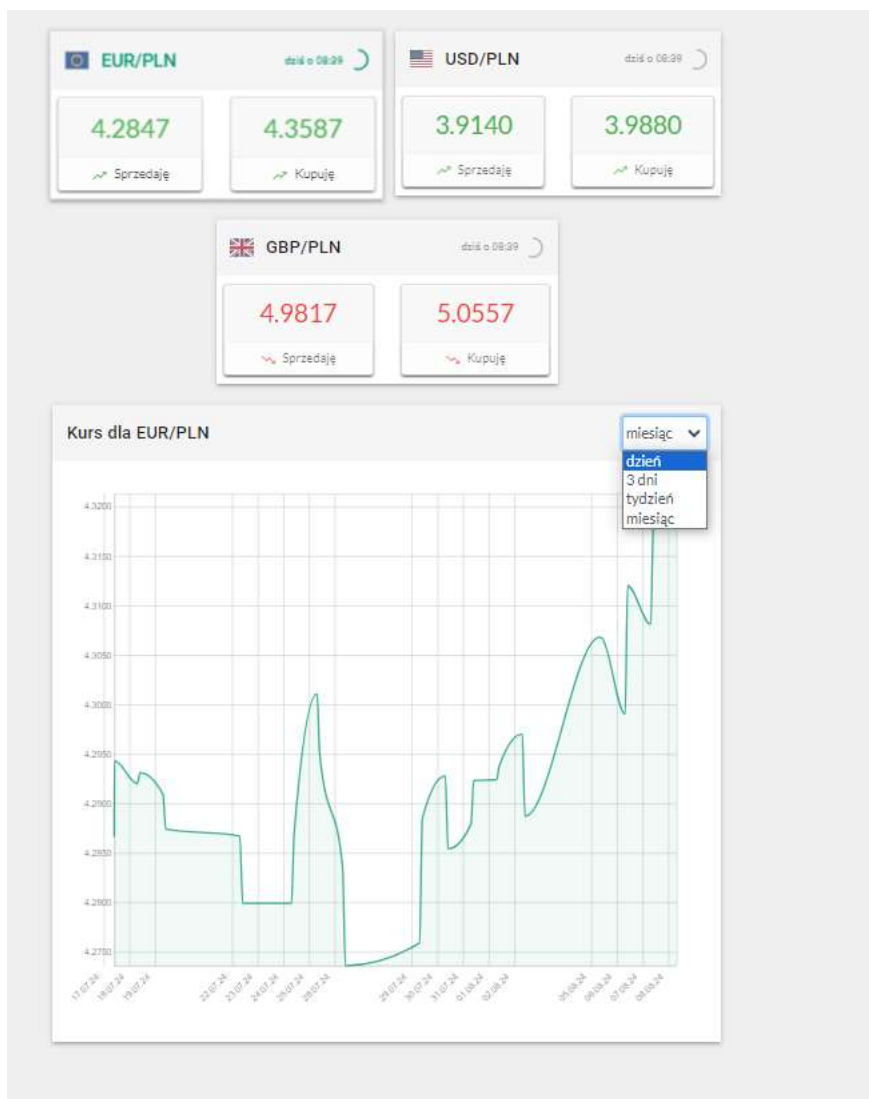 EUR/PLN dziś o 08:39
4.2847 4.3587
Sprzedaję Kupuję
USD/PLN dziś o 08:39
3.9140 3.9880
Sprzedaję Kupuję
GBP/PLN dziś o 08:39
4.9817 5.0557
Sprzedaję Kupuję
Kurs dla EUR/PLN miesiąc
dzień
3 dni
tydzień
miesiąc
4.3200
4.3150
4.3100
4.3050
4.3000
4.2950
4.2900
4.2850
4.2800
4.2750
17.07.24 18.07.24 19.07.24 22.07.24 23.07.24 24.07.24 25.07.24 26.07.24 29.07.24 30.07.24 31.07.24 01.08.24 02.08.24 05.08.24 06.08.24 07.08.24 08.08.24